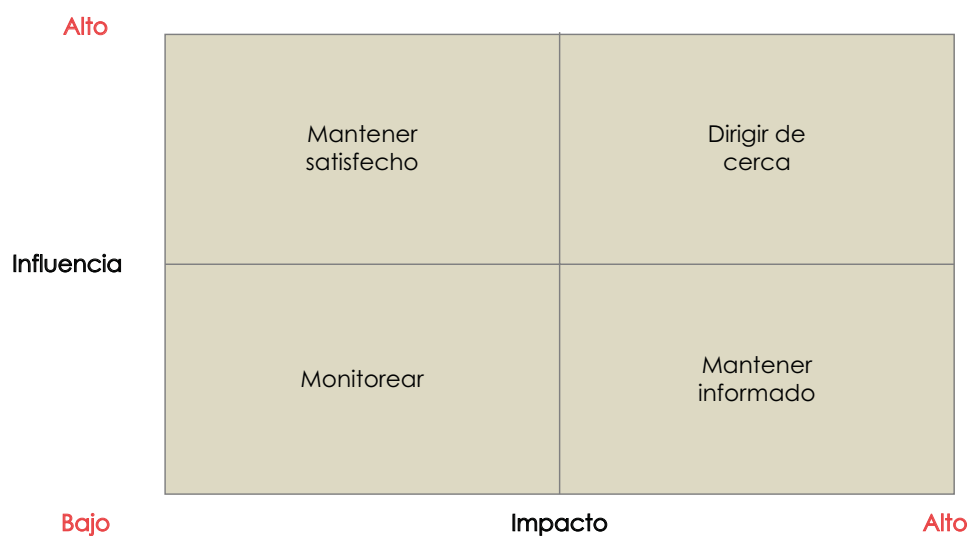 Alto
Mantener
satisfecho
Dirigir de
cerca
Influencia
Monitorear
Mantener
informado
Bajo
Impacto
Alto